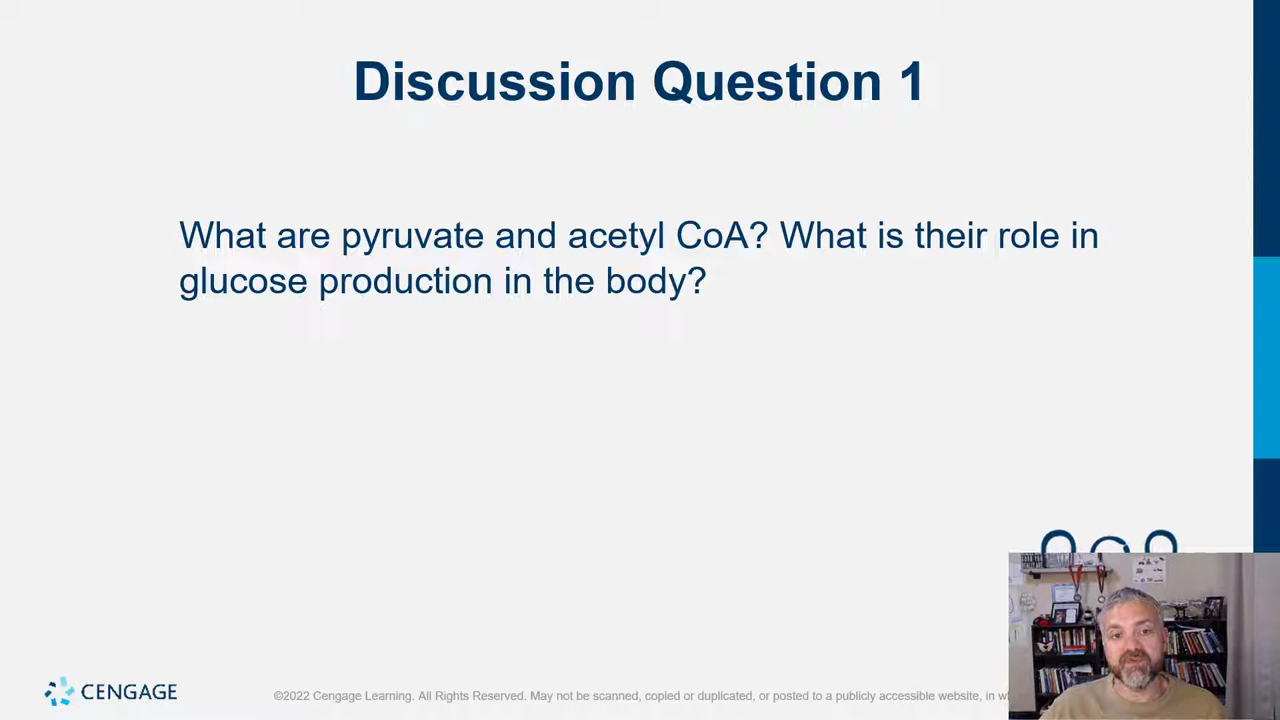 Discussion Question 1
What are pyruvate and acetyl CoA? What is their role in
glucose production in the body?
CENGAGE
©2022 Cengage Learning. All Rights Reserved. May not be scanned, copied or duplicated, or posted to a publicly accessible website, in